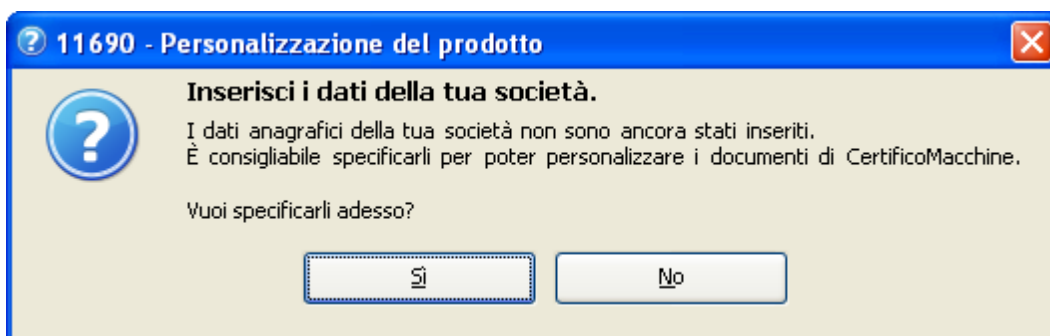 11690 - Personalizzazione del prodotto
Inserisci i dati della tua società.
I dati anagrafici della tua società non sono ancora stati inseriti.
È consigliabile specificarli per poter personalizzare i documenti di CertificoMacchine.
Vuoi specificarli adesso?
Sì
No